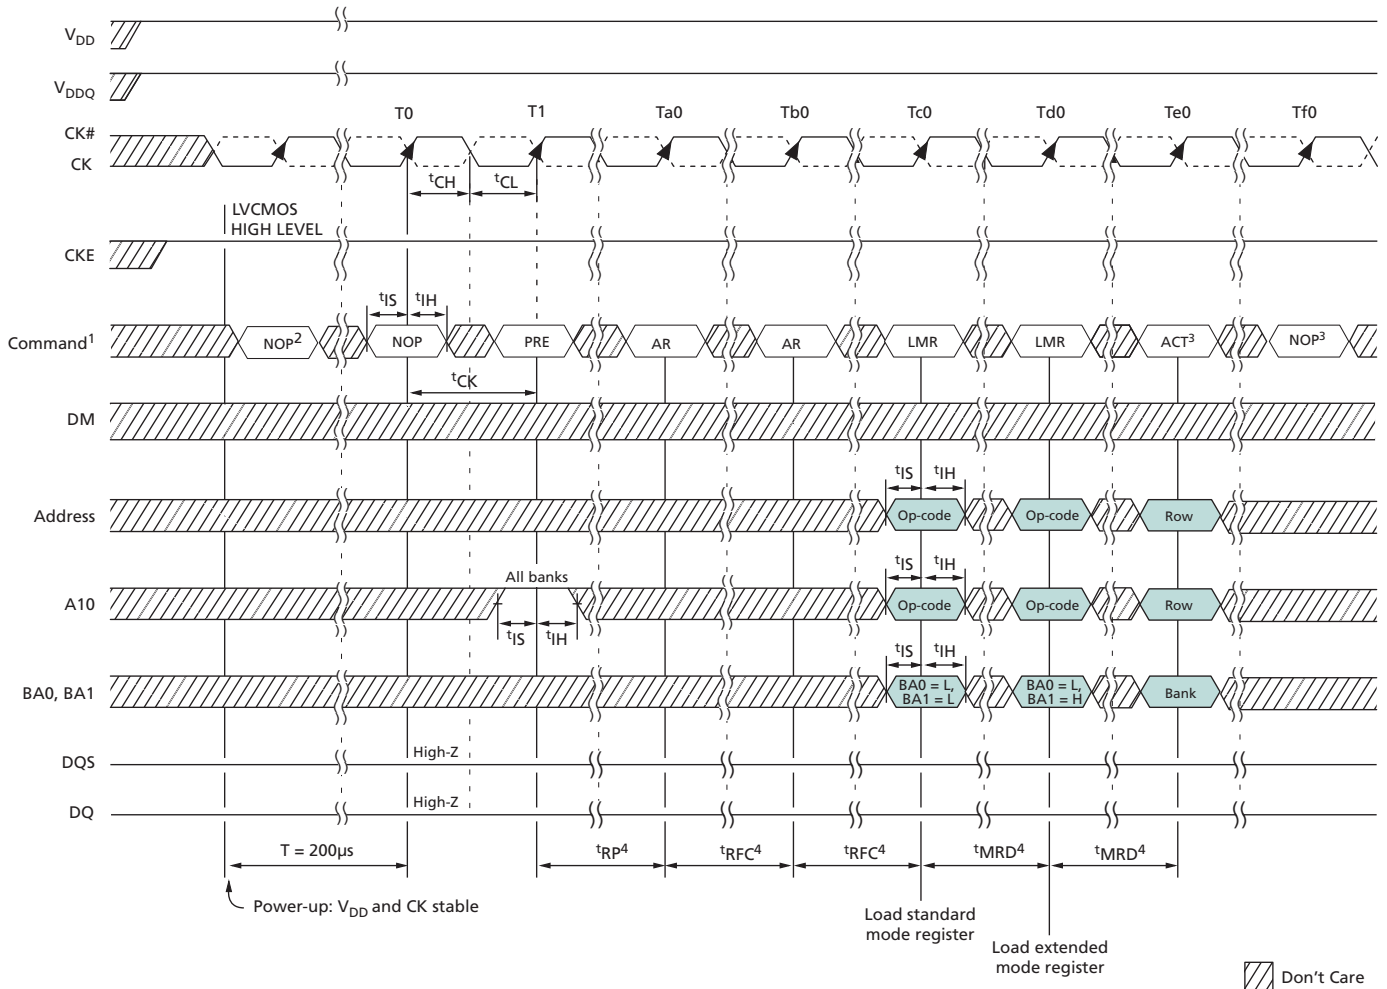 VDD
VDDQ
T0 T1 Ta0 Tb0 Tc0 Td0 Te0 Tf0
CK#
CK
tCH tCL
LVCMOS
HIGH LEVEL
CKE
tIS tIH
Command1 NOP2 NOP PRE AR AR LMR LMR ACT3 NOP3
tCK
DM
tIS tIH
Address Op-code Op-code Row
tIS tIH
All banks
A10 Op-code Op-code Row
tIS tIH
tIS tIH
BA0, BA1 BA0 = L, BA1 = L BA0 = L, BA1 = H Bank
High-Z
DQS
High-Z
DQ
T = 200µs tRP4 tRFC4 tRFC4 tMRD4 tMRD4
Power-up: VDD and CK stable
Load standard
mode register
Load extended
mode register
Don't Care